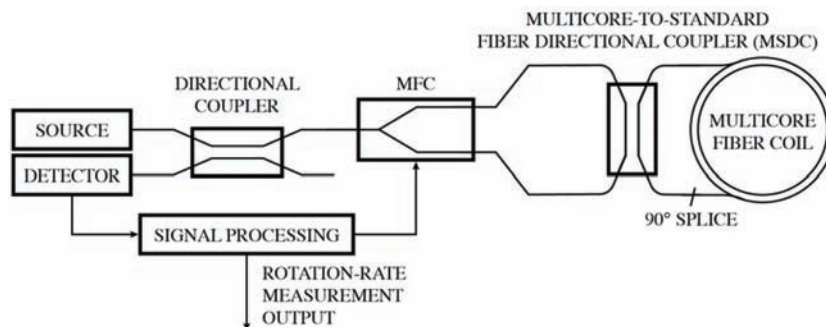 MULTICORE-TO-STANDARD
FIBER DIRECTIONAL COUPLER (MSDC)
DIRECTIONAL
COUPLER
MFC
SOURCE
DETECTOR
MULTICORE
FIBER COIL
SIGNAL PROCESSING
90° SPLICE
ROTATION-RATE
MEASUREMENT
OUTPUT